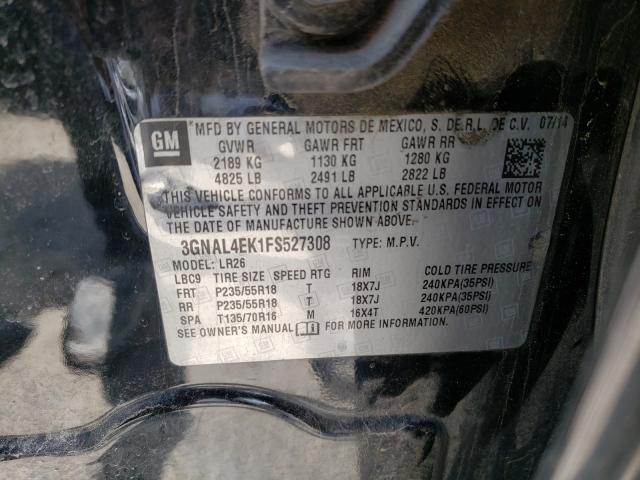 GM MFD BY GENERAL MOTORS DE MEXICO, S. DE.R.L. DE C.V. 07/14
GVWR GAWR FRT GAWR RR
2189 KG 1130 KG 1280 KG
4825 LB 2491 LB 2822 LB
THIS VEHICLE CONFORMS TO ALL APPLICABLE U.S. FEDERAL MOTOR
VEHICLE SAFETY AND THEFT PREVENTION STANDARDS IN EFFECT ON
THE DATE OF MANUFACTURE SHOWN ABOVE.
3GNAL4EK1FS527308 TYPE: M.P.V.
MODEL: LR26
LBC9 TIRE SIZE SPEED RTG RIM COLD TIRE PRESSURE
FRT P235/55R18 T 18X7J 240KPA(35PSI)
RR P235/55R18 T 18X7J 240KPA(35PSI)
SPA T135/70R16 M 16X4T 420KPA(60PSI)
SEE OWNER'S MANUAL FOR MORE INFORMATION.